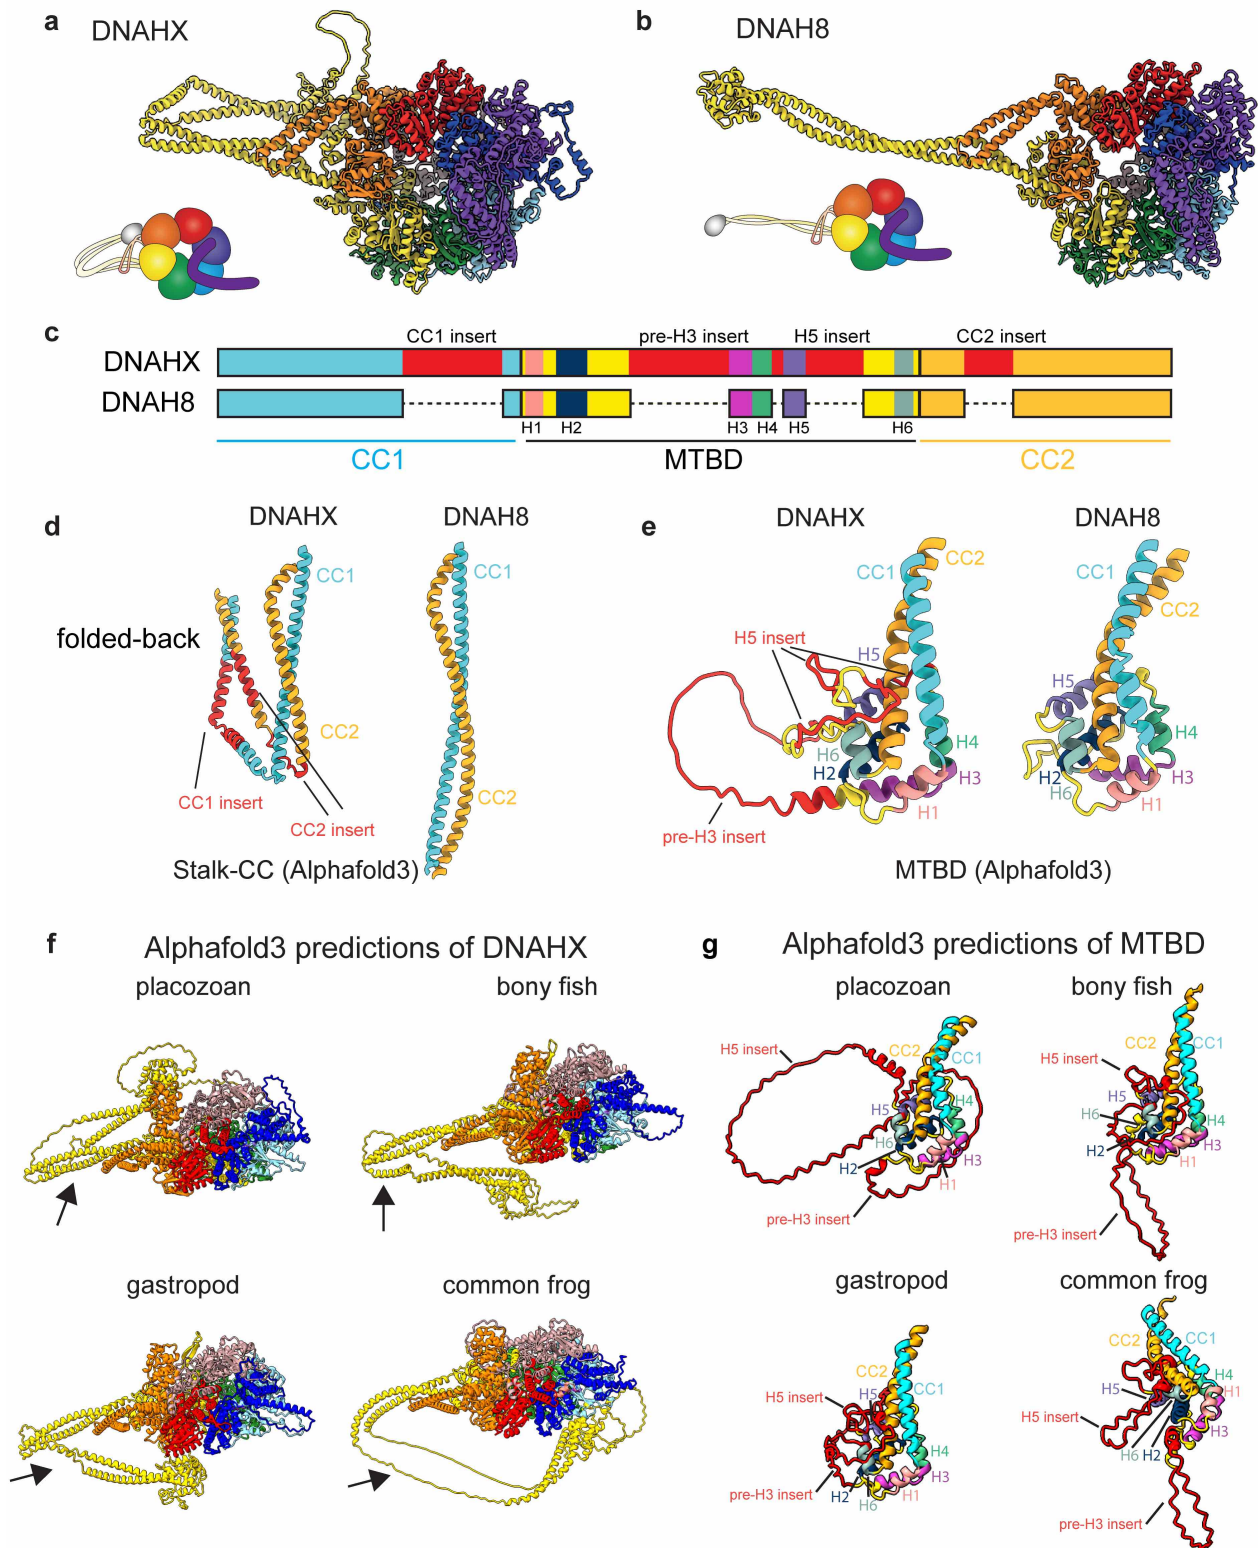 a
DNAHX
b
DNAH8
c
CC1 insert
pre-H3 insert
H5 insert
CC2 insert
DNAHX
DNAH8
H1
H2
H3
H4
H5
H6
CC1
MTBD
CC2
d
DNAHX
DNAH8
CC1
CC1
folded-back
CC2
CC2
CC1 insert
CC2 insert
Stalk-CC (Alphafold3)
e
DNAHX
DNAH8
CC1
CC2
CC1
CC2
H5 insert
H5
H5
H6
H4
H4
H2
H3
H2
H3
H6
H1
H1
pre-H3 insert
MTBD (Alphafold3)
f
Alphafold3 predictions of DNAHX
placozoan
bony fish
gastropod
common frog
g
Alphafold3 predictions of MTBD
placozoan
bony fish
H5 insert
CC2
CC1
H5
H4
H6
H2
H3
H1
pre-H3 insert
CC2
CC1
H5 insert
H5
H6
H4
H2
H3
H1
pre-H3 insert
gastropod
common frog
CC2
H5
CC1
H5 insert
H4
H3
pre-H3 insert
H2
H1
H6
CC2
CC1
H4
H5
H1
H5 insert
H3
H6
H2
pre-H3 insert